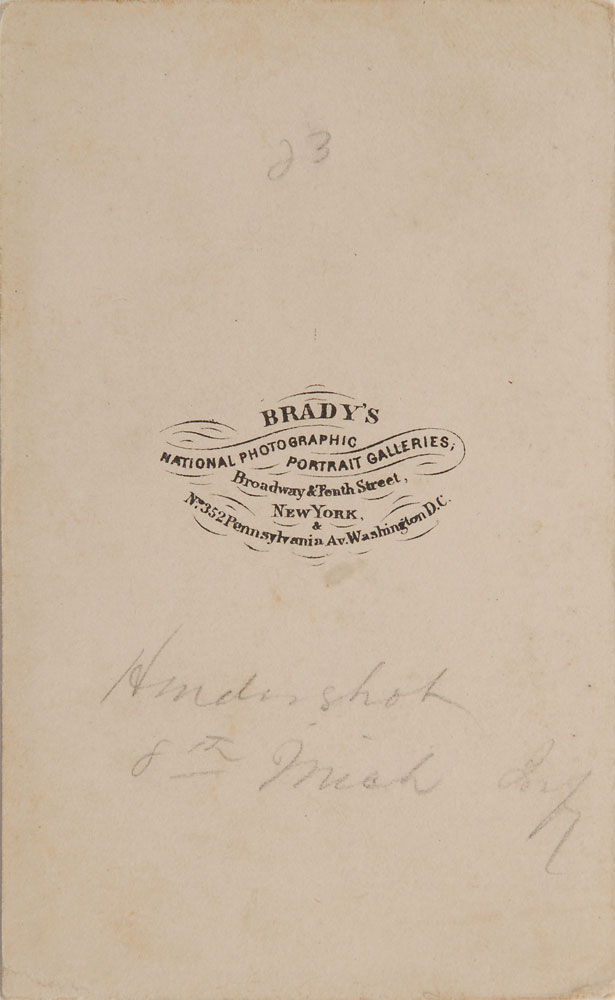 23
BRADY'S
NATIONAL PHOTOGRAPHIC
PORTRAIT GALLERIES,
Broadway & Tenth Street,
NEW YORK,
&
No. 352 Pennsylvania Av. Washington D.C.
Hendershot
8th Mich Inf